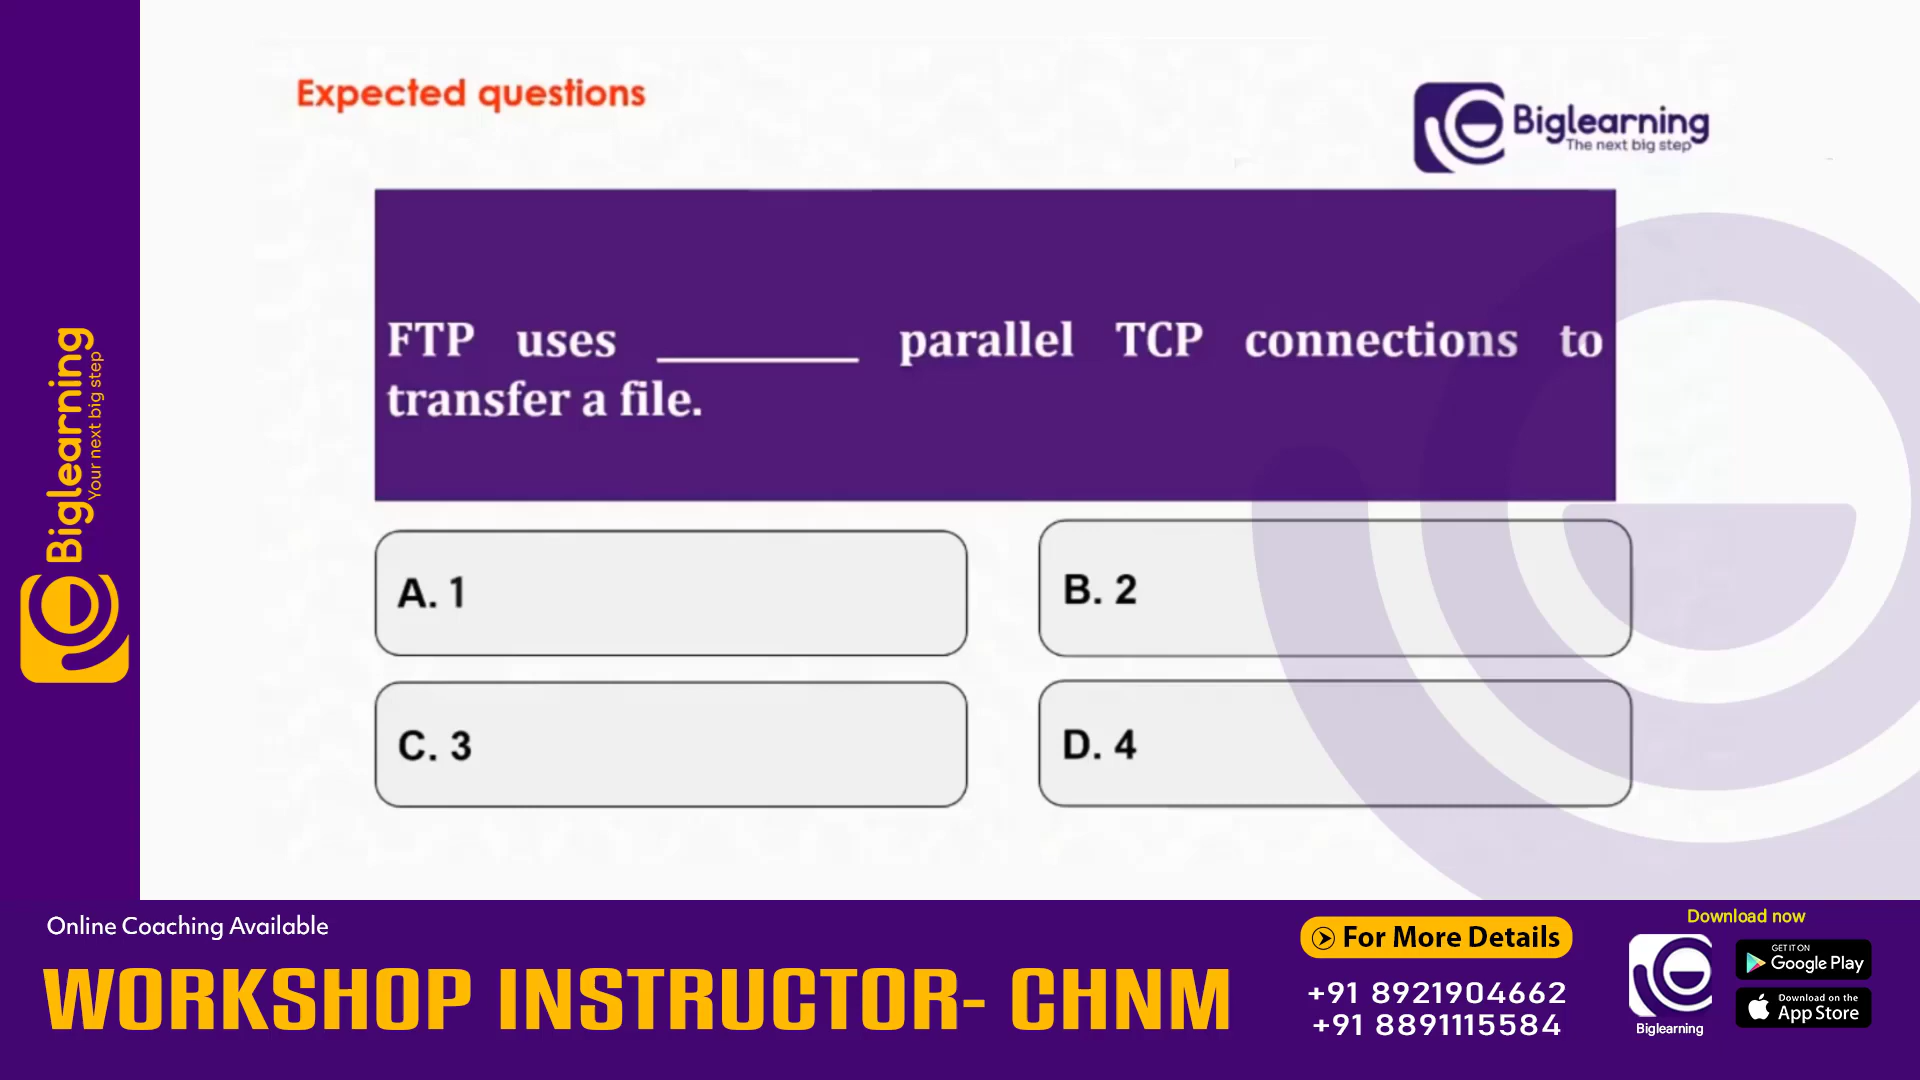 Expected questions
Biglearning
The next big step
FTP uses ________ parallel TCP connections to
transfer a file.
A. 1
B. 2
C. 3
D. 4
Biglearning
Your next big step
Online Coaching Available
WORKSHOP INSTRUCTOR- CHNM
For More Details
+91 8921904662
+91 8891115584
Download now
Biglearning
GET IT ON
Google Play
Download on the
App Store